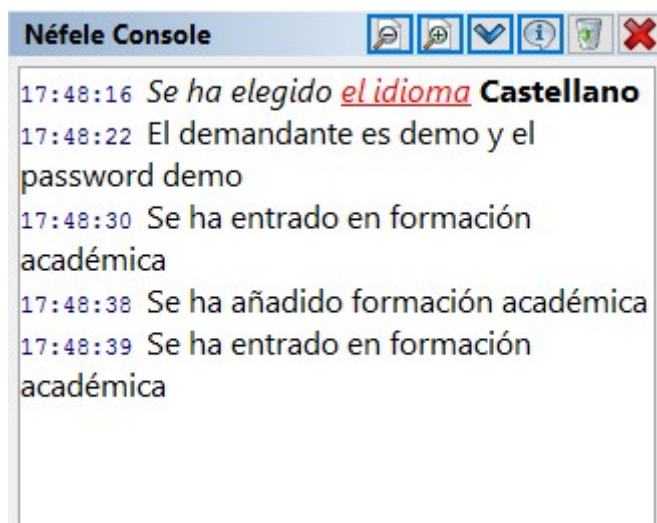 Néfele Console
17:48:16 Se ha elegido el idioma Castellano
17:48:22 El demandante es demo y el
password demo
17:48:30 Se ha entrado en formación
académica
17:48:38 Se ha añadido formación académica
17:48:39 Se ha entrado en formación
académica